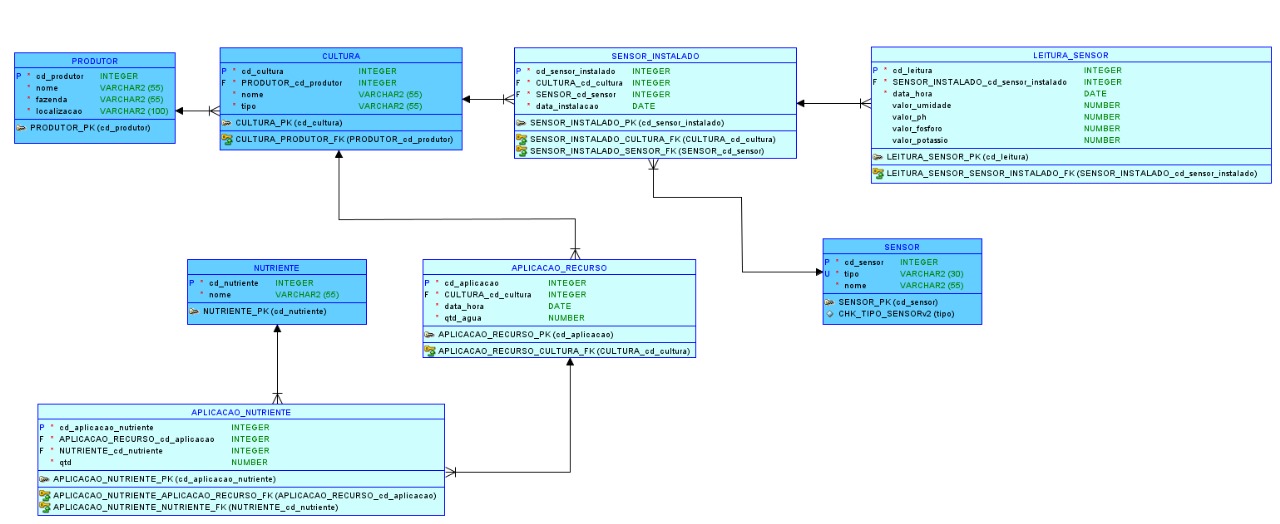 PRODUTOR
P * cd_produtor INTEGER
* nome VARCHAR2 (55)
* fazenda VARCHAR2 (55)
* localizacao VARCHAR2 (100)
PRODUTOR_PK (cd_produtor)
CULTURA
P * cd_cultura INTEGER
F * PRODUTOR_cd_produtor INTEGER
* nome VARCHAR2 (55)
* tipo VARCHAR2 (55)
CULTURA_PK (cd_cultura)
CULTURA_PRODUTOR_FK (PRODUTOR_cd_produtor)
SENSOR_INSTALADO
P * cd_sensor_instalado INTEGER
F * CULTURA_cd_cultura INTEGER
F * SENSOR_cd_sensor INTEGER
* data_instalacao DATE
SENSOR_INSTALADO_PK (cd_sensor_instalado)
SENSOR_INSTALADO_CULTURA_FK (CULTURA_cd_cultura)
SENSOR_INSTALADO_SENSOR_FK (SENSOR_cd_sensor)
LEITURA_SENSOR
P * cd_leitura INTEGER
F * SENSOR_INSTALADO_cd_sensor_instalado INTEGER
* data_hora DATE
valor_umidade NUMBER
valor_ph NUMBER
valor_fosforo NUMBER
valor_potassio NUMBER
LEITURA_SENSOR_PK (cd_leitura)
LEITURA_SENSOR_SENSOR_INSTALADO_FK (SENSOR_INSTALADO_cd_sensor_instalado)
NUTRIENTE
P * cd_nutriente INTEGER
* nome VARCHAR2 (55)
NUTRIENTE_PK (cd_nutriente)
APLICACAO_RECURSO
P * cd_aplicacao INTEGER
F * CULTURA_cd_cultura INTEGER
* data_hora DATE
* qtd_agua NUMBER
APLICACAO_RECURSO_PK (cd_aplicacao)
APLICACAO_RECURSO_CULTURA_FK (CULTURA_cd_cultura)
SENSOR
P * cd_sensor INTEGER
U * tipo VARCHAR2 (30)
* nome VARCHAR2 (55)
SENSOR_PK (cd_sensor)
CHK_TIPO_SENSORv2 (tipo)
APLICACAO_NUTRIENTE
P * cd_aplicacao_nutriente INTEGER
F * APLICACAO_RECURSO_cd_aplicacao INTEGER
F * NUTRIENTE_cd_nutriente INTEGER
* qtd NUMBER
APLICACAO_NUTRIENTE_PK (cd_aplicacao_nutriente)
APLICACAO_NUTRIENTE_APLICACAO_RECURSO_FK (APLICACAO_RECURSO_cd_aplicacao)
APLICACAO_NUTRIENTE_NUTRIENTE_FK (NUTRIENTE_cd_nutriente)